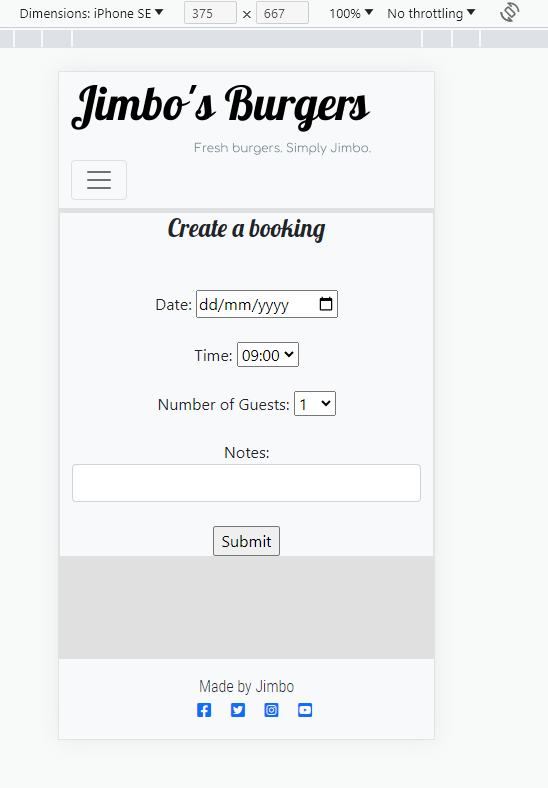 Dimensions: iPhone SE 375 × 667 100% No throttling
Jimbo's Burgers
Fresh burgers. Simply Jimbo.
Create a booking
Date: dd/mm/yyyy
Time: 09:00
Number of Guests: 1
Notes:
Submit
Made by Jimbo